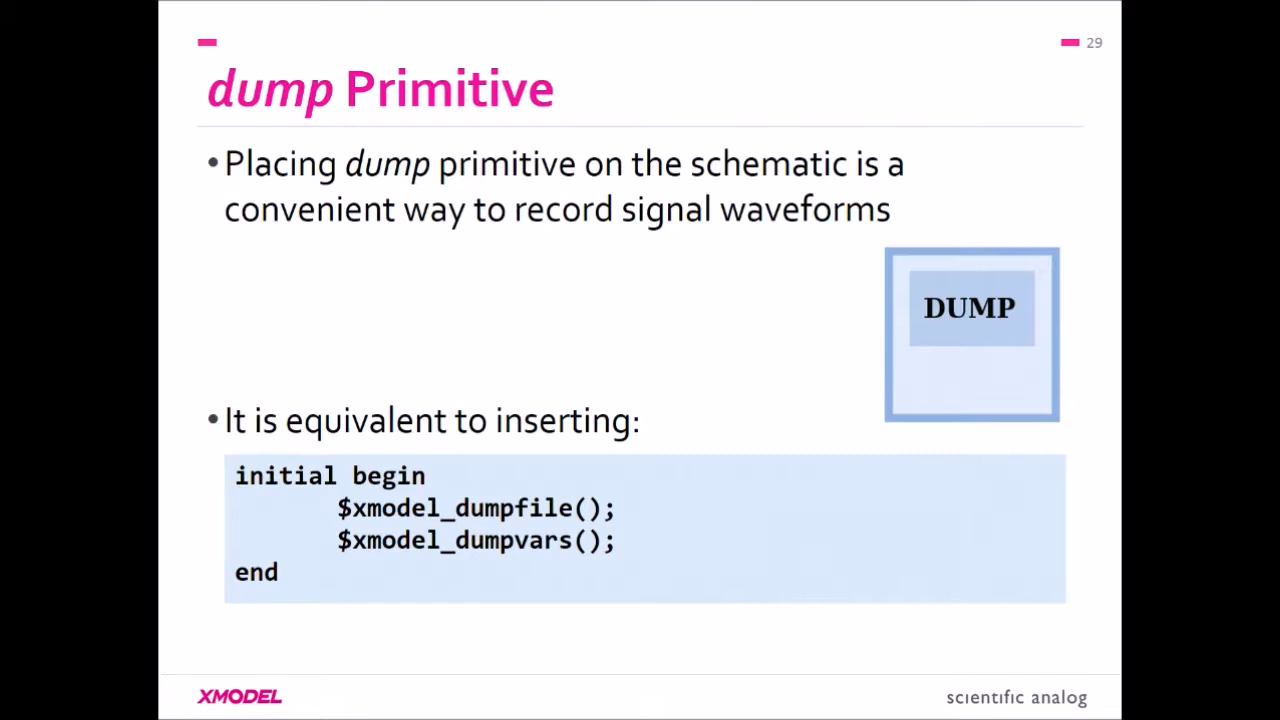 29
dump Primitive
•Placing dump primitive on the schematic is a
convenient way to record signal waveforms
DUMP
•It is equivalent to inserting:
initial begin
$xmodel_dumpfile();
$xmodel_dumpvars();
end
XMODEL
scientific analog